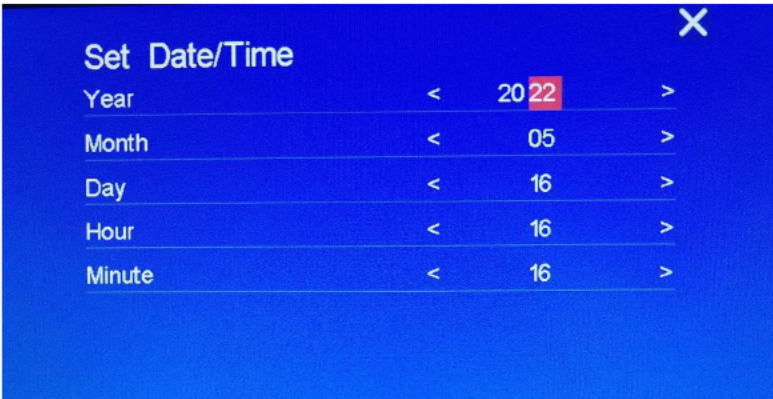 Set Date/Time
Year < 2022 >
Month < 05 >
Day < 16 >
Hour < 16 >
Minute < 16 >